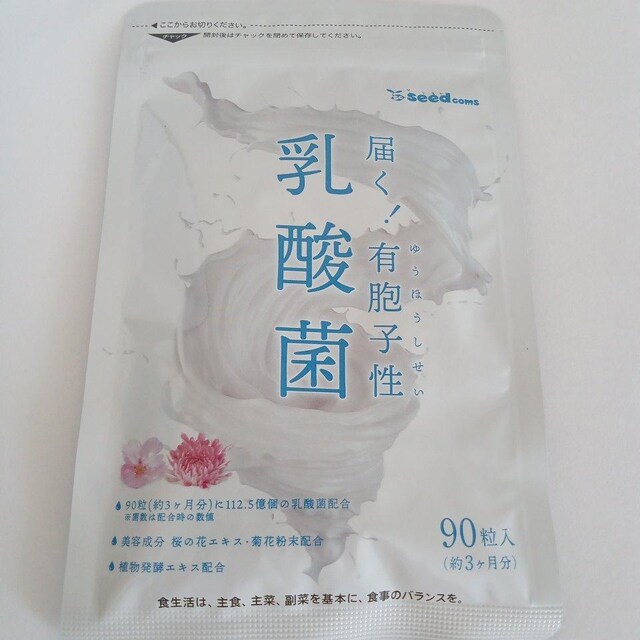 ここからお切りください。
チャック
開封後はチャックを閉めて保存してください。
seedcoms
届く!有胞子性
ゆうほうしせい
乳酸菌
90粒(約3ヶ月分)に112.5億個の乳酸菌配合
※菌数は配合時の数値
美容成分 桜の花エキス・菊花粉末配合
植物発酵エキス配合
90粒入
(約3ヶ月分)
食生活は、主食、主菜、副菜を基本に、食事のバランスを。